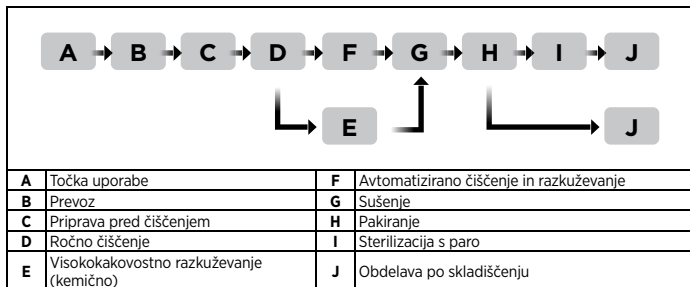 A B C D F G H I J
E J
A Točka uporabe F Avtomatizirano čiščenje in razkuževanje
B Prevoz G Sušenje
C Priprava pred čiščenjem H Pakiranje
D Ročno čiščenje I Sterilizacija s paro
E Visokokakovostno razkuževanje
(kemično) J Obdelava po skladiščenju